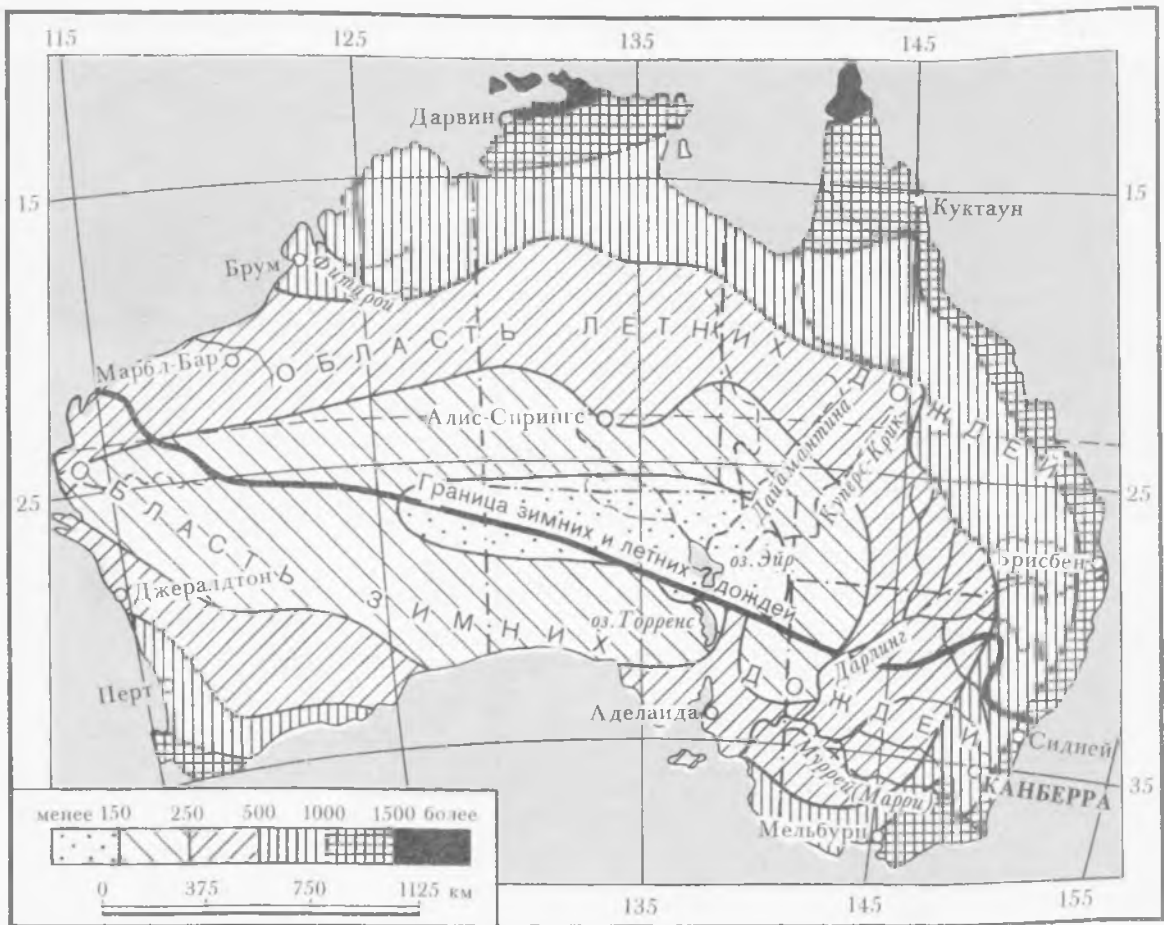 115
125
135
145
Дарвин
15
15
Куктаун
Брум
Фитцрой
ОБЛАСТЬ ЛЕТНИХ ДОЖДЕЙ
Марбл-Бар
Алис-Спрингс
Дайамантина
Куперс-Крик
25
25
Граница зимних и летних дождей
оз. Эйр
Брисбен
ОБЛАСТЬ ЗИМНИХ ДОЖДЕЙ
Джералдтон
оз. Торренс
Дарлинг
Перт
Аделаида
Сидней
Муррей (Марри)
КАНБЕРРА
35
Мельбурн
менее 150 250 500 1000 1500 более
0 375 750 1125 км
135
145
155